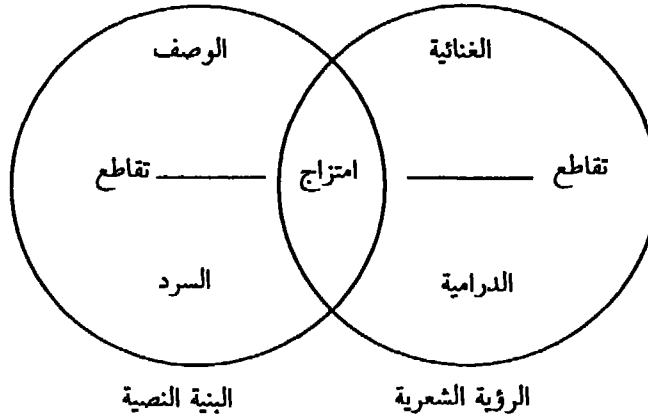 الغنائية الوصف
تقاطع امتزاج تقاطع
الدرامية السرد
الرؤية الشعرية البنية النصية